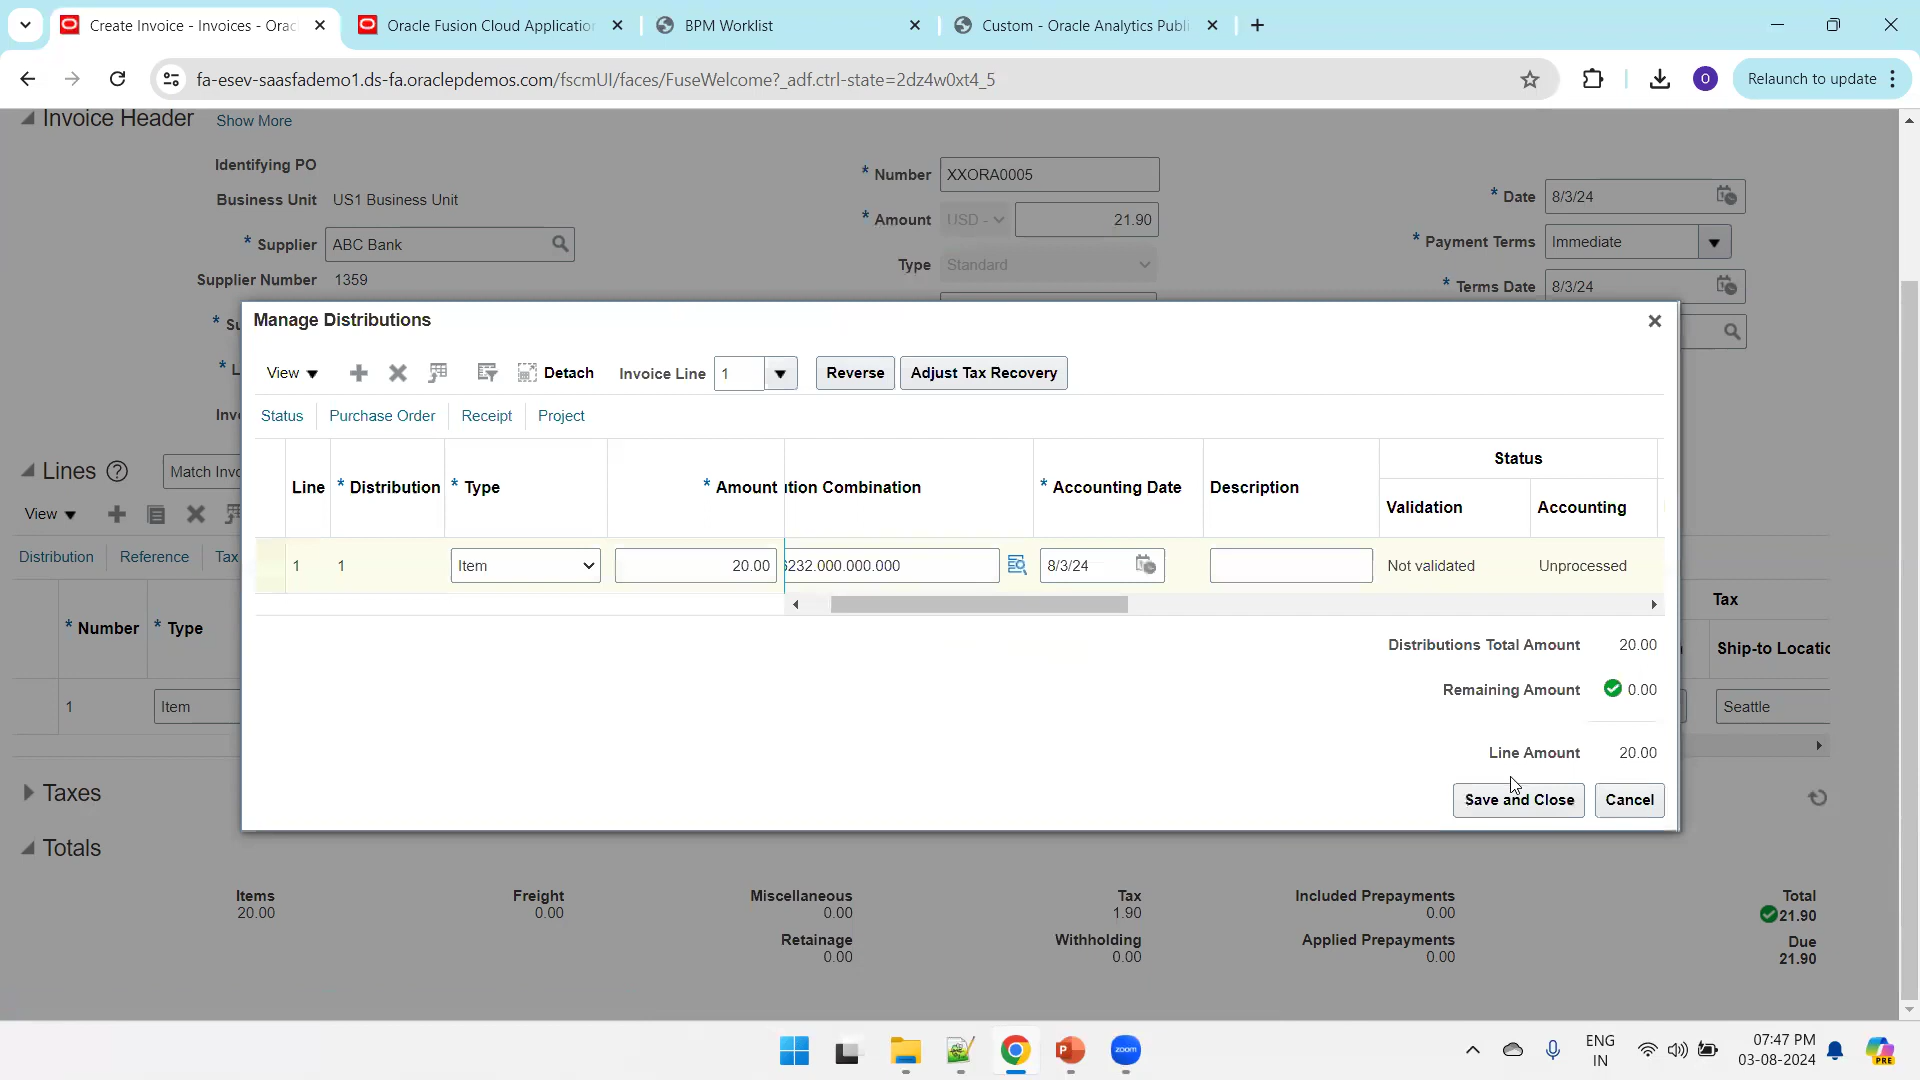 Create Invoice - Invoices - Orac
Oracle Fusion Cloud Application
BPM Worklist
Custom - Oracle Analytics Publi
fa-esev-saasfademo1.ds-fa.oraclepdemos.com/fscmUI/faces/FuseWelcome?_adf.ctrl-state=2dz4w0xt4_5
O
Relaunch to update
Invoice Header
Show More
Identifying PO
Business Unit US1 Business Unit
* Supplier ABC Bank
Supplier Number 1359
* Number XXORA0005
* Amount USD - 21.90
Type Standard
* Date 8/3/24
* Payment Terms Immediate
* Terms Date 8/3/24
Manage Distributions
View
Detach
Invoice Line 1
Reverse
Adjust Tax Recovery
Status
Purchase Order
Receipt
Project
Line
* Distribution
* Type
* Amount
tion Combination
* Accounting Date
Description
Status
Validation
Accounting
1
1
Item
20.00
232.000.000.000
8/3/24
Not validated
Unprocessed
Distributions Total Amount 20.00
Remaining Amount 0.00
Line Amount 20.00
Save and Close
Cancel
* Su
* L
Invo
Lines
Match Invo
View
Distribution
Reference
Tax
* Number
* Type
1
Item
Tax
Ship-to Locatio
Seattle
Taxes
Totals
Items
20.00
Freight
0.00
Miscellaneous
0.00
Tax
1.90
Included Prepayments
0.00
Total
21.90
Retainage
0.00
Withholding
0.00
Applied Prepayments
0.00
Due
21.90
zoom
ENG
IN
07:47 PM
03-08-2024
PRE